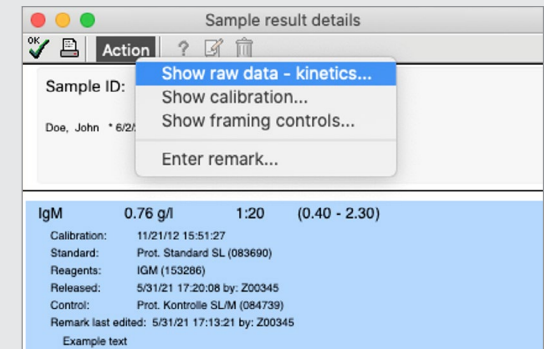 Sample result details
OK Action ?
Show raw data - kinetics...
Sample ID:
Show calibration...
Show framing controls...
Doe, John * 6/2/
Enter remark...
IgM 0.76 g/l 1:20 (0.40 - 2.30)
Calibration: 11/21/12 15:51:27
Standard: Prot. Standard SL (083690)
Reagents: IGM (153286)
Released: 5/31/21 17:20:08 by: Z00345
Control: Prot. Kontrolle SL/M (084739)
Remark last edited: 5/31/21 17:13:21 by: Z00345
Example text